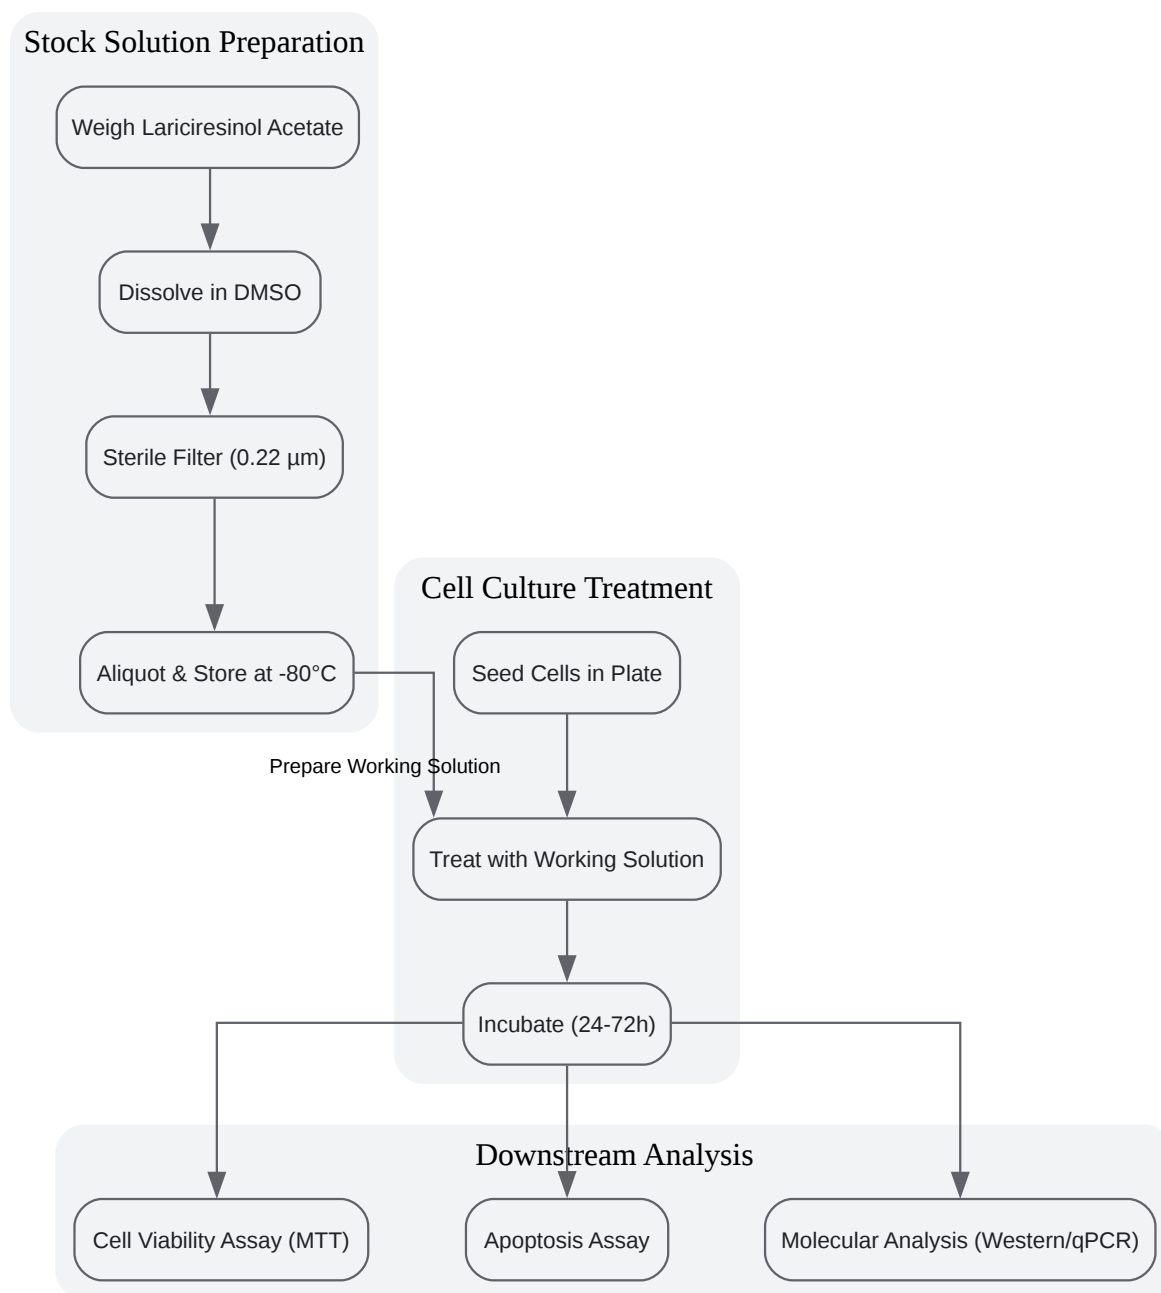 Stock Solution Preparation
Weigh Lariciresinol Acetate
Dissolve in DMSO
Sterile Filter (0.22 µm)
Aliquot & Store at -80°C
Prepare Working Solution
Cell Culture Treatment
Seed Cells in Plate
Treat with Working Solution
Incubate (24-72h)
Downstream Analysis
Cell Viability Assay (MTT)
Apoptosis Assay
Molecular Analysis (Western/qPCR)